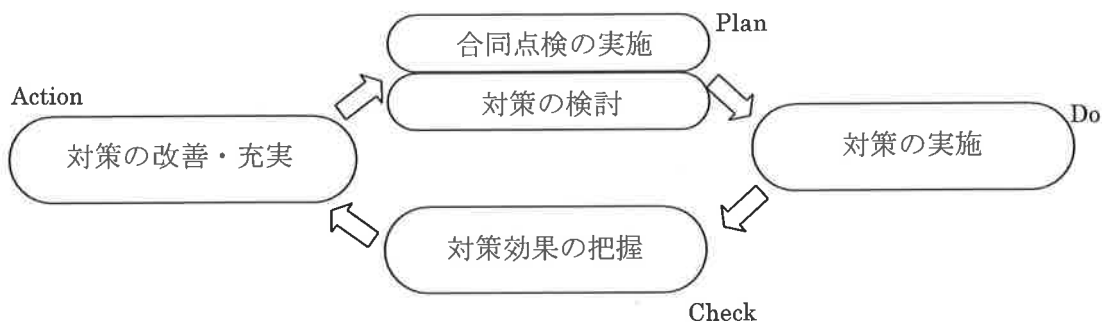 Plan
合同点検の実施
対策の検討
Do
対策の実施
Check
対策効果の把握
Action
対策の改善・充実